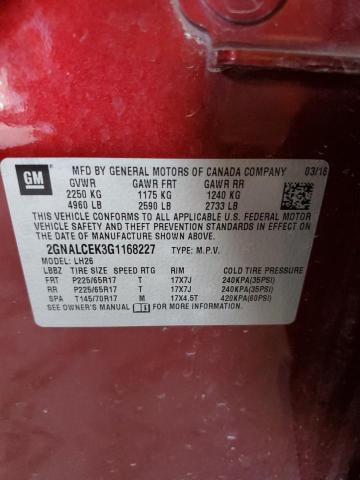 GM
MFD BY GENERAL MOTORS OF CANADA COMPANY 03/16
GVWR GAWR FRT GAWR RR
2250 KG 1175 KG 1240 KG
4960 LB 2590 LB 2733 LB
THIS VEHICLE CONFORMS TO ALL APPLICABLE U.S. FEDERAL MOTOR
VEHICLE SAFETY, BUMPER, AND THEFT PREVENTION STANDARDS IN
EFFECT ON THE DATE OF MANUFACTURE SHOWN ABOVE.
2GNALCEK3G1168227 TYPE: M.P.V.
MODEL: LH26
LBBZ TIRE SIZE SPEED RTG RIM COLD TIRE PRESSURE
FRT P225/65R17 T 17X7J 240KPA(35PSI)
RR P225/65R17 T 17X7J 240KPA(35PSI)
SPA T145/70R17 M 17X4.5T 420KPA(60PSI)
SEE OWNER'S MANUAL FOR MORE INFORMATION